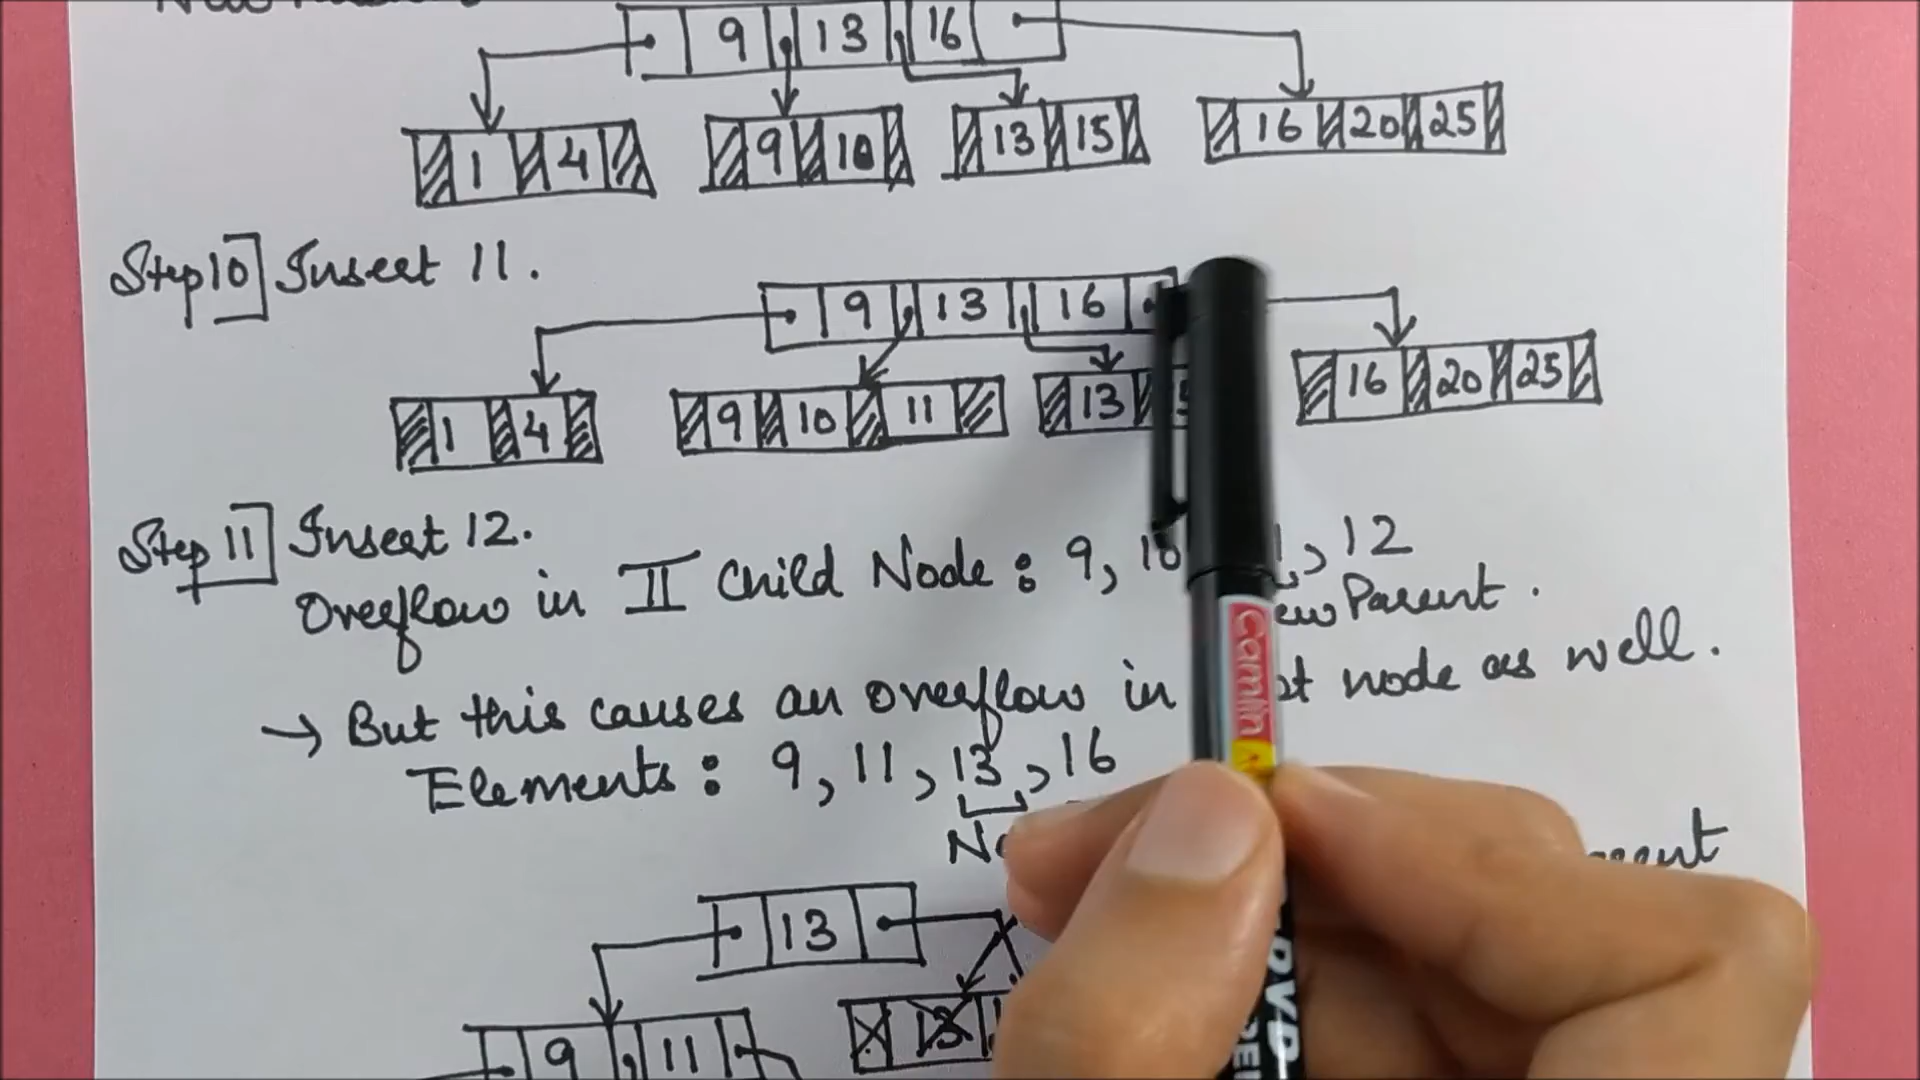 9 13 16
1 4 9 10 13 15 16 20 25
Step 10 Insert 11.
9 13 16
1 4 9 10 11 13 16 20 25
Step 11 Insert 12.
Overflow in II Child Node : 9, 10 , 12
Parent .
→ But this causes an overflow in node as well.
Elements : 9, 11, 13, 16
13
9 11 13
Camlin